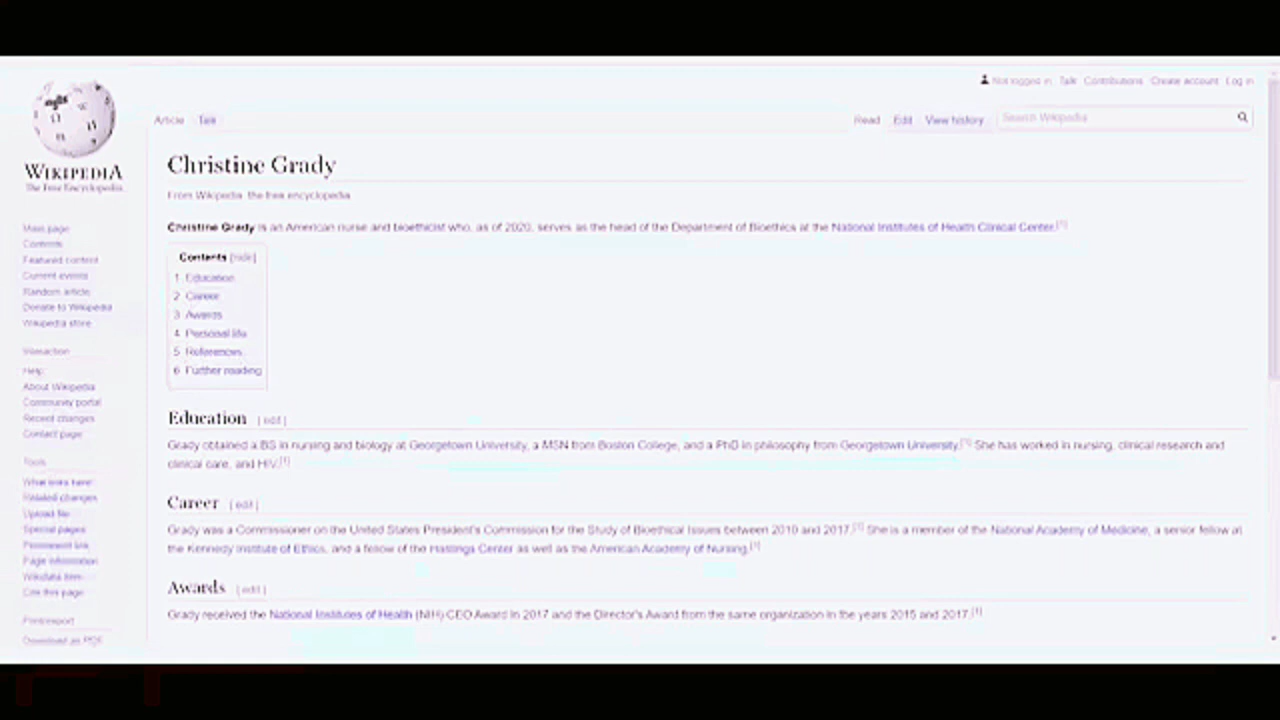 Not logged in Talk Contributions Create account Log in
Article Talk Read Edit View history Search Wikipedia
WIKIPEDIA
The Free Encyclopedia
Christine Grady
From Wikipedia, the free encyclopedia
Christine Grady is an American nurse and bioethicist who, as of 2020, serves as the head of the Department of Bioethics at the National Institutes of Health Clinical Center.[1]
Contents [hide]
1 Education
2 Career
3 Awards
4 Personal life
5 References
6 Further reading
Main page
Contents
Featured content
Current events
Random article
Donate to Wikipedia
Wikipedia store
Interaction
Help
About Wikipedia
Community portal
Recent changes
Contact page
Tools
What links here
Related changes
Upload file
Special pages
Permanent link
Page information
Wikidata item
Cite this page
Print/export
Download as PDF
Education [ edit ]
Grady obtained a BS in nursing and biology at Georgetown University, a MSN from Boston College, and a PhD in philosophy from Georgetown University.[1] She has worked in nursing, clinical research and
clinical care, and HIV.[1]
Career [ edit ]
Grady was a Commissioner on the United States President's Commission for the Study of Bioethical Issues between 2010 and 2017. She is a member of the National Academy of Medicine, a senior fellow at
the Kennedy Institute of Ethics, and a fellow of the Hastings Center as well as the American Academy of Nursing.
Awards [ edit ]
Grady received the National Institutes of Health (NIH) CEO Award in 2017 and the Director's Award from the same organization in the years 2015 and 2017.[1]